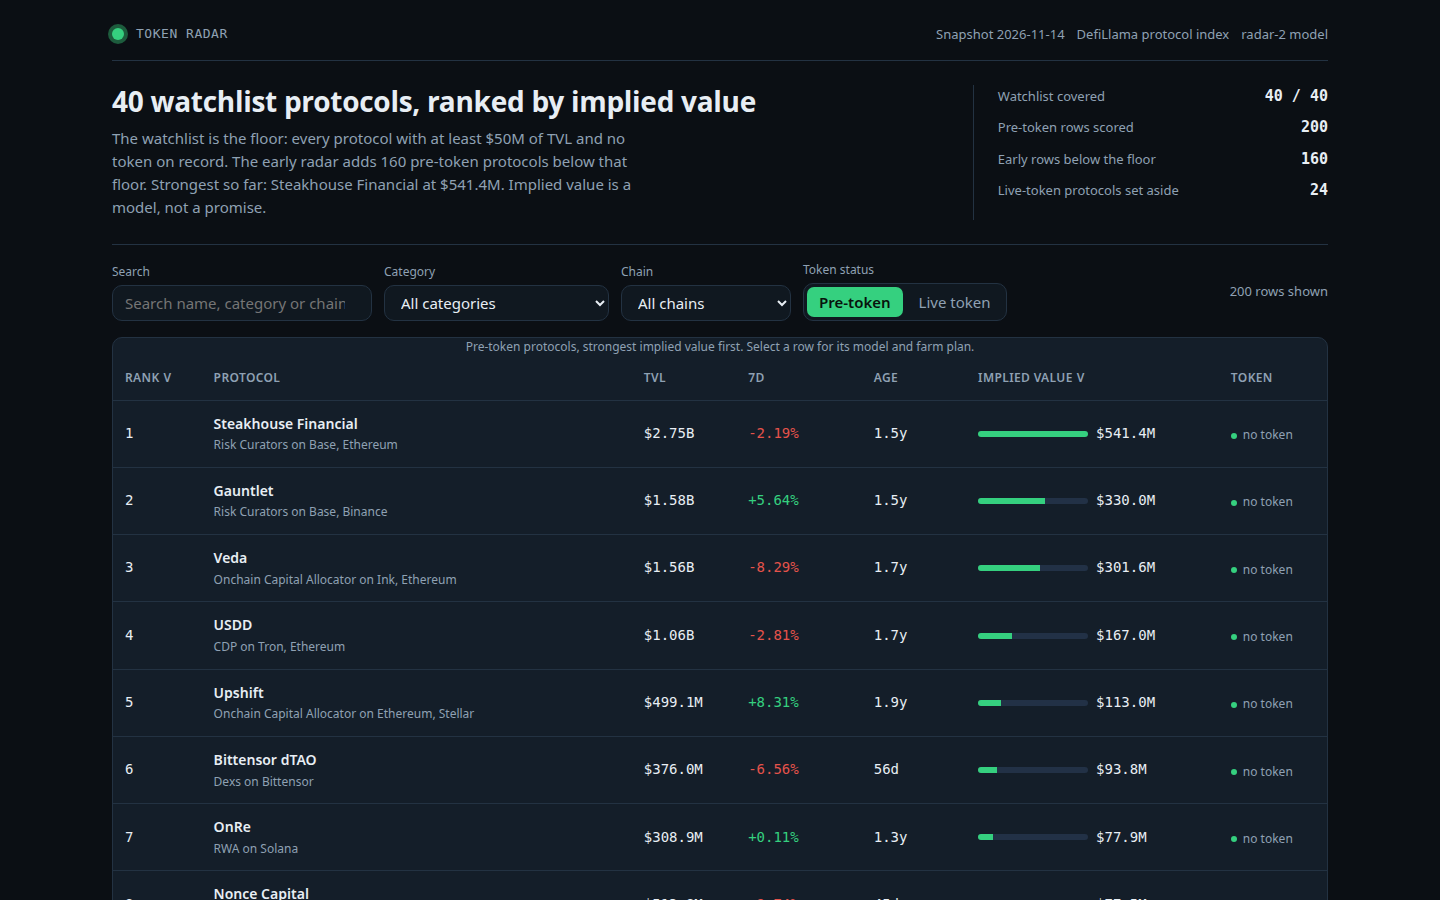 TOKEN RADAR
Snapshot 2026-11-14 DefiLlama protocol index radar-2 model
40 watchlist protocols, ranked by implied value
The watchlist is the floor: every protocol with at least $50M of TVL and no
token on record. The early radar adds 160 pre-token protocols below that
floor. Strongest so far: Steakhouse Financial at $541.4M. Implied value is a
model, not a promise.
Watchlist covered 40 / 40
Pre-token rows scored 200
Early rows below the floor 160
Live-token protocols set aside 24
Search Category Chain Token status
Search name, category or chain All categories All chains Pre-token Live token 200 rows shown
Pre-token protocols, strongest implied value first. Select a row for its model and farm plan.
RANK V PROTOCOL TVL 7D AGE IMPLIED VALUE V TOKEN
1 Steakhouse Financial $2.75B -2.19% 1.5y $541.4M no token
Risk Curators on Base, Ethereum
2 Gauntlet $1.58B +5.64% 1.5y $330.0M no token
Risk Curators on Base, Binance
3 Veda $1.56B -8.29% 1.7y $301.6M no token
Onchain Capital Allocator on Ink, Ethereum
4 USDD $1.06B -2.81% 1.7y $167.0M no token
CDP on Tron, Ethereum
5 Upshift $499.1M +8.31% 1.9y $113.0M no token
Onchain Capital Allocator on Ethereum, Stellar
6 Bittensor dTAO $376.0M -6.56% 56d $93.8M no token
Dexs on Bittensor
7 OnRe $308.9M +0.11% 1.3y $77.9M no token
RWA on Solana
Nonce Capital